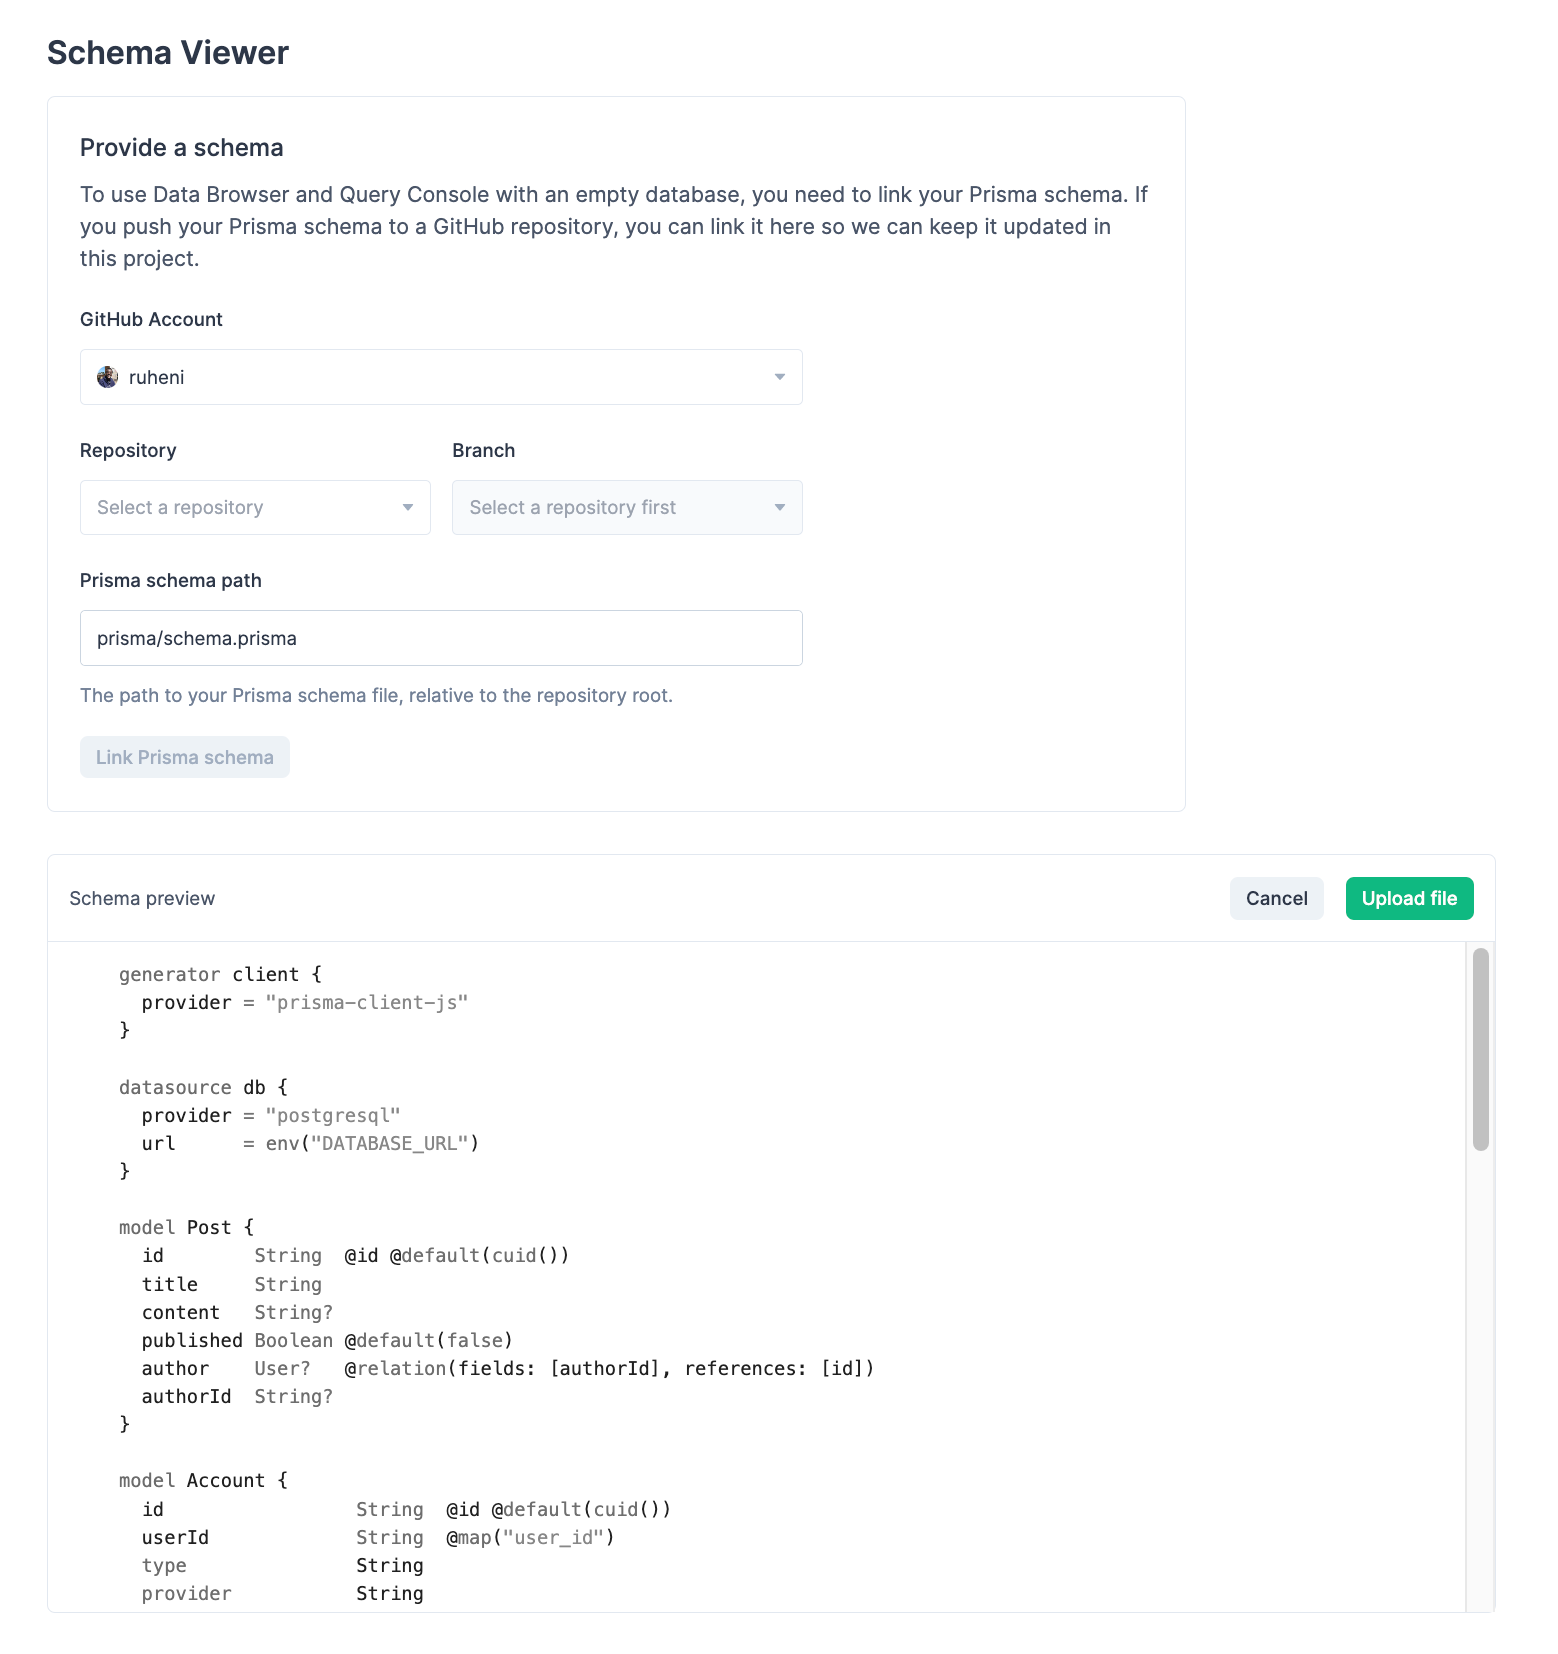 Schema Viewer
Provide a schema
To use Data Browser and Query Console with an empty database, you need to link your Prisma schema. If
you push your Prisma schema to a GitHub repository, you can link it here so we can keep it updated in
this project.
GitHub Account
ruheni
Repository Branch
Select a repository Select a repository first
Prisma schema path
prisma/schema.prisma
The path to your Prisma schema file, relative to the repository root.
Link Prisma schema
Schema preview Cancel Upload file
generator client {
  provider = "prisma-client-js"
}
datasource db {
  provider = "postgresql"
  url      = env("DATABASE_URL")
}
model Post {
  id        String  @id @default(cuid())
  title     String
  content   String?
  published Boolean @default(false)
  author    User?   @relation(fields: [authorId], references: [id])
  authorId  String?
}
model Account {
  id                 String  @id @default(cuid())
  userId             String  @map("user_id")
  type               String
  provider           String